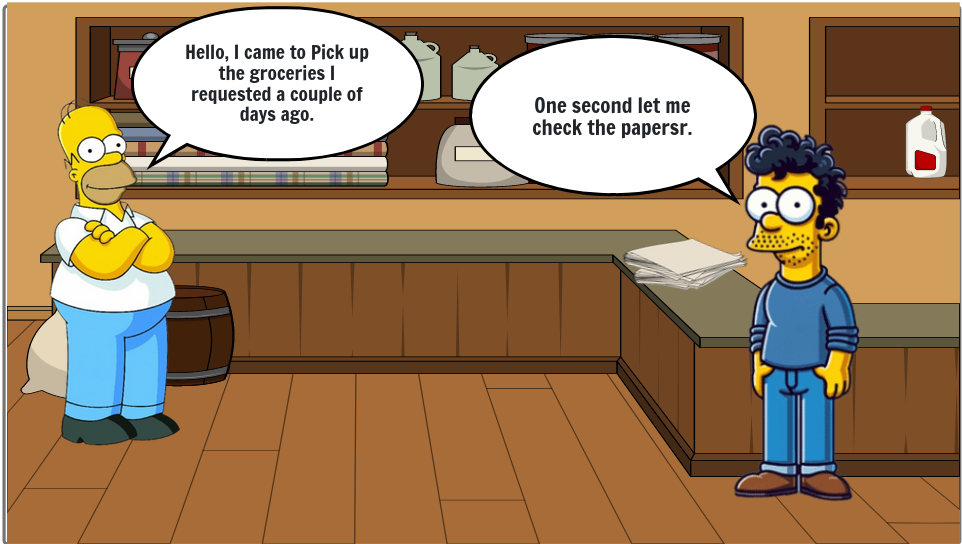 Hello, I came to Pick up
the groceries I
requested a couple of
days ago.
One second let me
check the papersr.